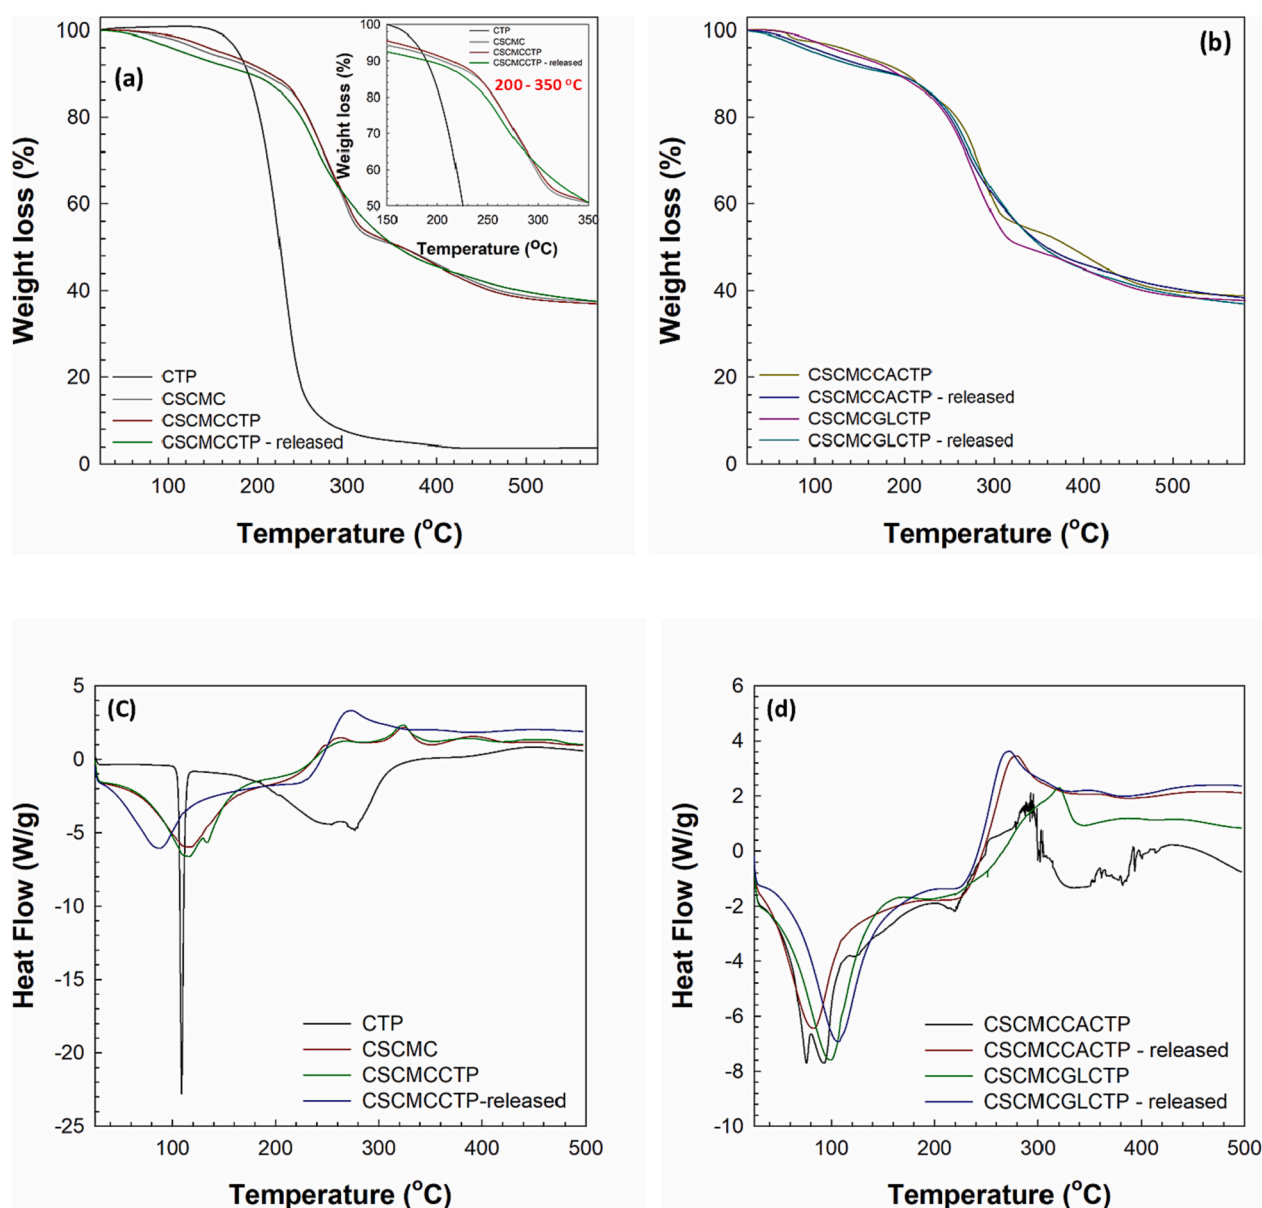 (a)
100
80
60
40
20
0
100 200 300 400 500
Weight loss (%)
Temperature (°C)
CTP
CSCMC
CSCMCCTP
CSCMCCTP - released
100
90
80
70
60
50
150 200 250 300 350
Weight loss (%)
Temperature (°C)
CTP
CSCMC
CSCMCCTP
CSCMCCTP - released
200 - 350 °C
(b)
100
80
60
40
20
0
100 200 300 400 500
Weight loss (%)
Temperature (°C)
CSCMCCACTP
CSCMCCACTP - released
CSCMCGLCTP
CSCMCGLCTP - released
(C)
5
0
-5
-10
-15
-20
-25
100 200 300 400 500
Heat Flow (W/g)
Temperature (°C)
CTP
CSCMC
CSCMCCTP
CSCMCCTP-released
(d)
6
4
2
0
-2
-4
-6
-8
-10
100 200 300 400 500
Heat Flow (W/g)
Temperature (°C)
CSCMCCACTP
CSCMCCACTP - released
CSCMCGLCTP
CSCMCGLCTP - released